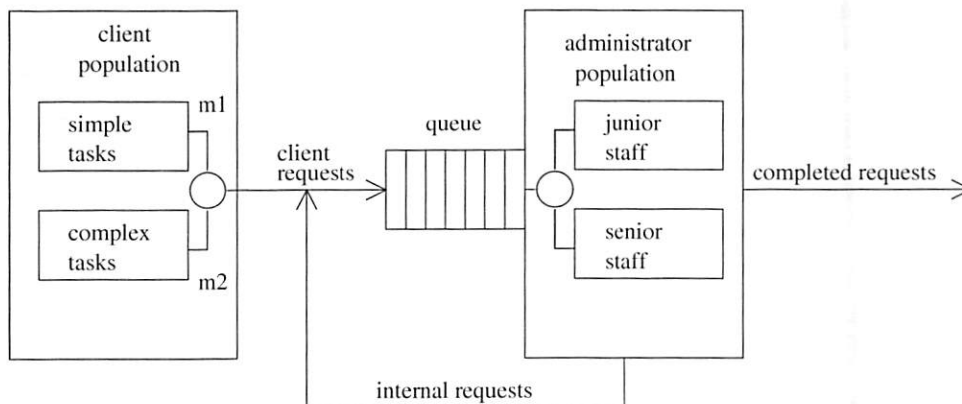 client
population
m1
simple
tasks
complex
tasks
m2
client
requests
queue
administrator
population
junior
staff
senior
staff
completed requests
internal requests